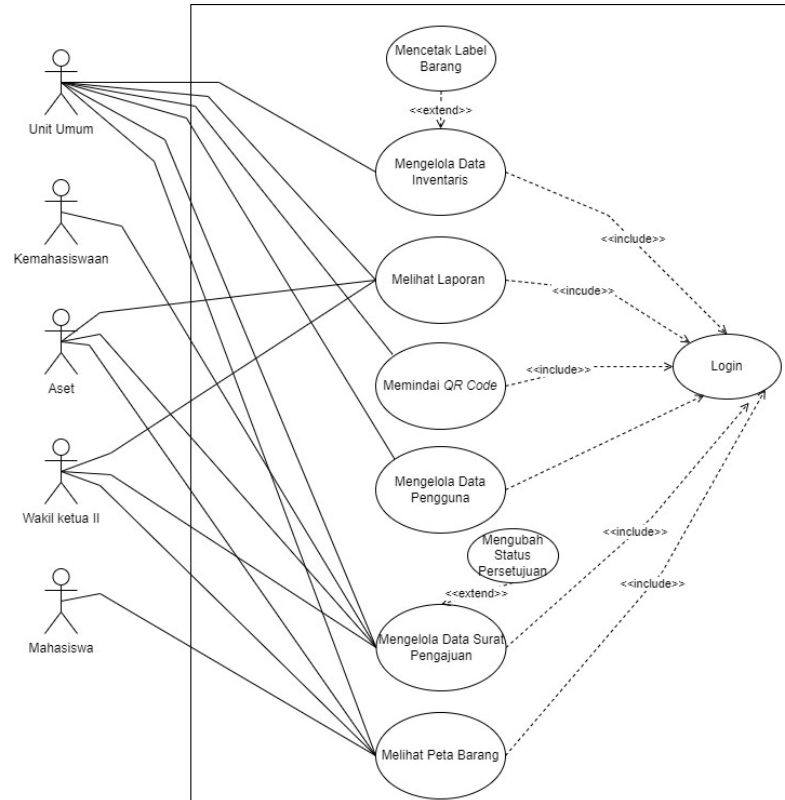 Mencetak Label
Barang
<<extend>>
Unit Umum
Mengelola Data
Inventaris
<<include>>
Kemahasiswaan
Melihat Laporan
<<incude>>
Aset
Memindai QR Code
<<include>>
Login
Mengelola Data
Pengguna
Wakil ketua II
<<include>>
Mengubah
Status
Persetujuan
<<extend>>
<<include>>
Mahasiswa
Mengelola Data Surat
Pengajuan
Melihat Peta Barang